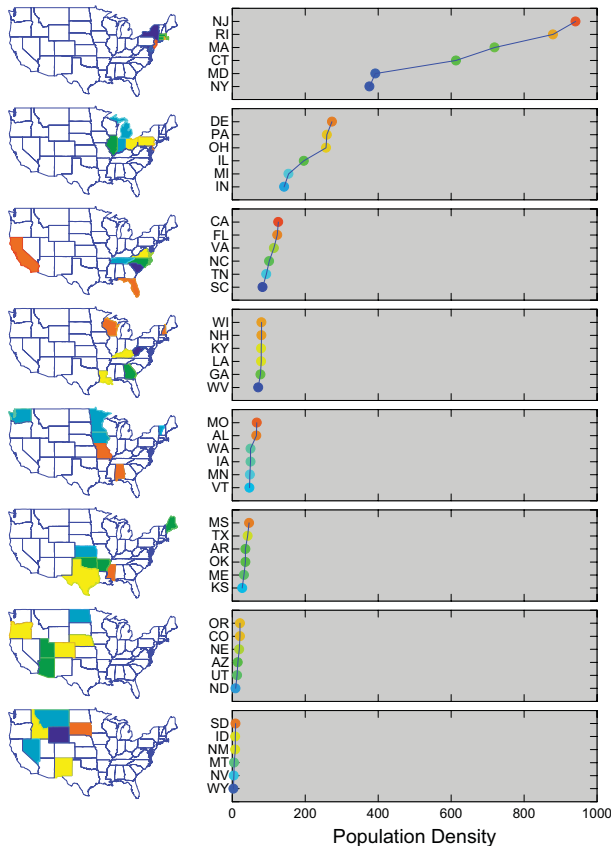 NJ
RI
MA
CT
MD
NY
DE
PA
OH
IL
MI
IN
CA
FL
VA
NC
TN
SC
WI
NH
KY
LA
GA
WV
MO
AL
WA
IA
MN
VT
MS
TX
AR
OK
ME
KS
OR
CO
NE
AZ
UT
ND
SD
ID
NM
MT
NV
WY
0 200 400 600 800 1000
Population Density